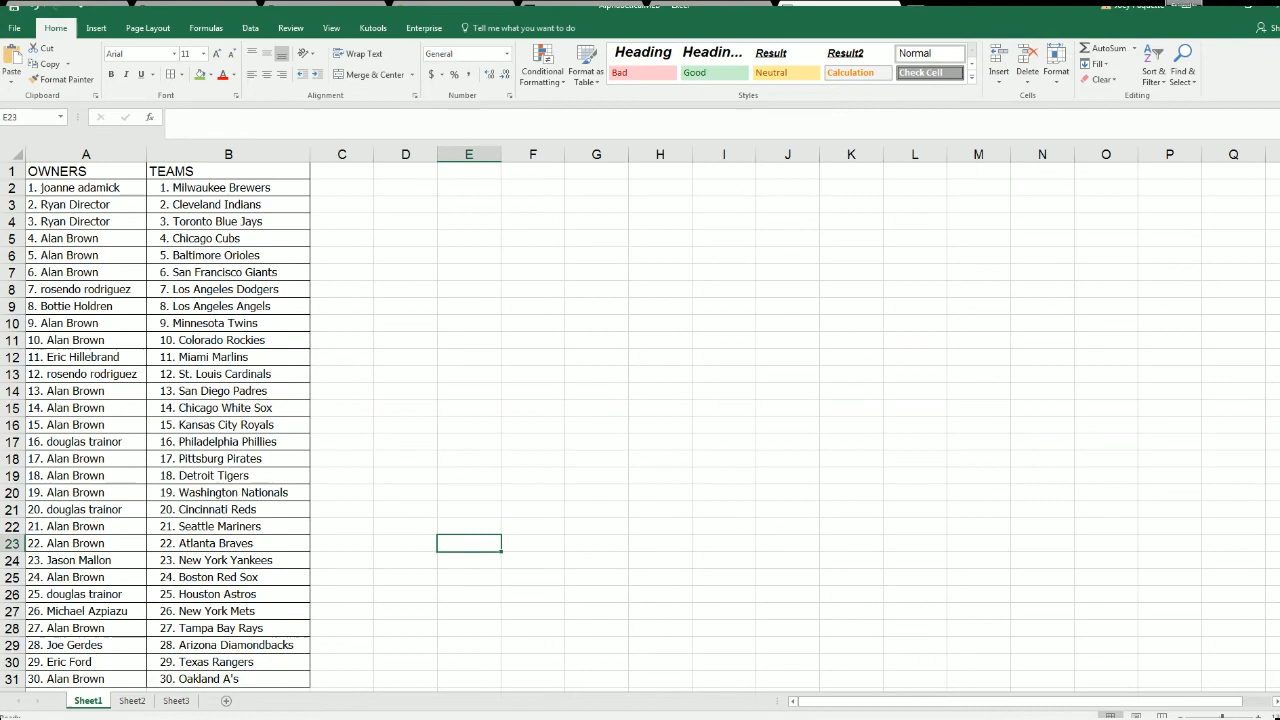 File Home Insert Page Layout Formulas Data Review View Kutools Enterprise Tell me what you want to do
Cut Arial 11 Wrap Text General Heading Headin... Result Result2 Normal AutoSum
Copy Fill
Paste Format Painter Merge & Center Conditional Formatting Format as Table Bad Good Neutral Calculation Check Cell Insert Delete Format Clear Sort & Filter Find & Select
Clipboard Font Alignment Number Styles Cells Editing
E23 fx
A B C D E F G H I J K L M N O P Q
1 OWNERS TEAMS
2 1. joanne adamick 1. Milwaukee Brewers
3 2. Ryan Director 2. Cleveland Indians
4 3. Ryan Director 3. Toronto Blue Jays
5 4. Alan Brown 4. Chicago Cubs
6 5. Alan Brown 5. Baltimore Orioles
7 6. Alan Brown 6. San Francisco Giants
8 7. rosendo rodriguez 7. Los Angeles Dodgers
9 8. Bottie Holdren 8. Los Angeles Angels
10 9. Alan Brown 9. Minnesota Twins
11 10. Alan Brown 10. Colorado Rockies
12 11. Eric Hillebrand 11. Miami Marlins
13 12. rosendo rodriguez 12. St. Louis Cardinals
14 13. Alan Brown 13. San Diego Padres
15 14. Alan Brown 14. Chicago White Sox
16 15. Alan Brown 15. Kansas City Royals
17 16. douglas trainor 16. Philadelphia Phillies
18 17. Alan Brown 17. Pittsburg Pirates
19 18. Alan Brown 18. Detroit Tigers
20 19. Alan Brown 19. Washington Nationals
21 20. douglas trainor 20. Cincinnati Reds
22 21. Alan Brown 21. Seattle Mariners
23 22. Alan Brown 22. Atlanta Braves
24 23. Jason Mallon 23. New York Yankees
25 24. Alan Brown 24. Boston Red Sox
26 25. douglas trainor 25. Houston Astros
27 26. Michael Azpiazu 26. New York Mets
28 27. Alan Brown 27. Tampa Bay Rays
29 28. Joe Gerdes 28. Arizona Diamondbacks
30 29. Eric Ford 29. Texas Rangers
31 30. Alan Brown 30. Oakland A's
Sheet1 Sheet2 Sheet3